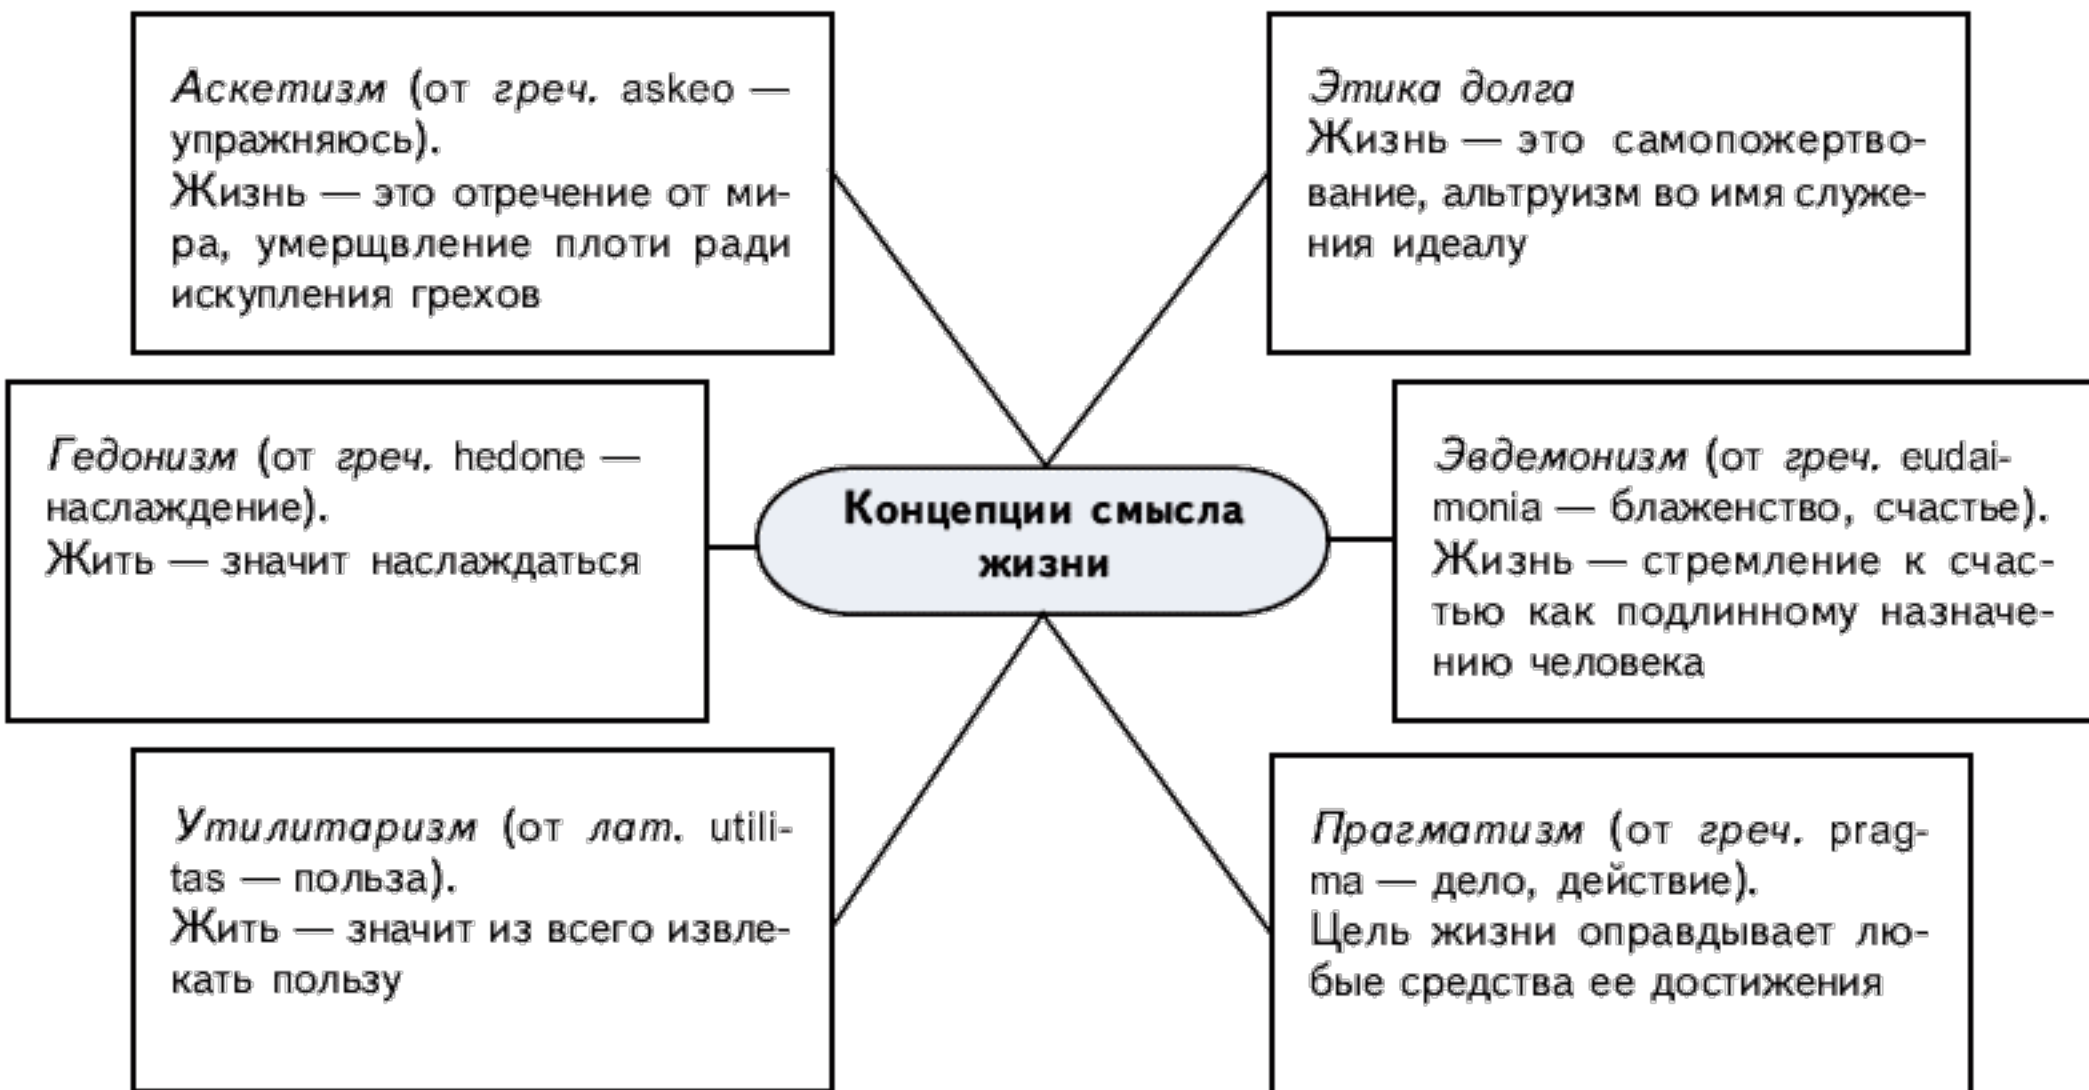 Аскетизм (от греч. askeo —
упражняюсь).
Жизнь — это отречение от ми-
ра, умерщвление плоти ради
искупления грехов
Этика долга
Жизнь — это самопожертво-
вание, альтруизм во имя служе-
ния идеалу
Гедонизм (от греч. hedone —
наслаждение).
Жить — значит наслаждаться
Концепции смысла
жизни
Эвдемонизм (от греч. eudai-
monia — блаженство, счастье).
Жизнь — стремление к счас-
тью как подлинному назначе-
нию человека
Утилитаризм (от лат. utili-
tas — польза).
Жить — значит из всего извле-
кать пользу
Прагматизм (от греч. prag-
ma — дело, действие).
Цель жизни оправдывает лю-
бые средства ее достижения